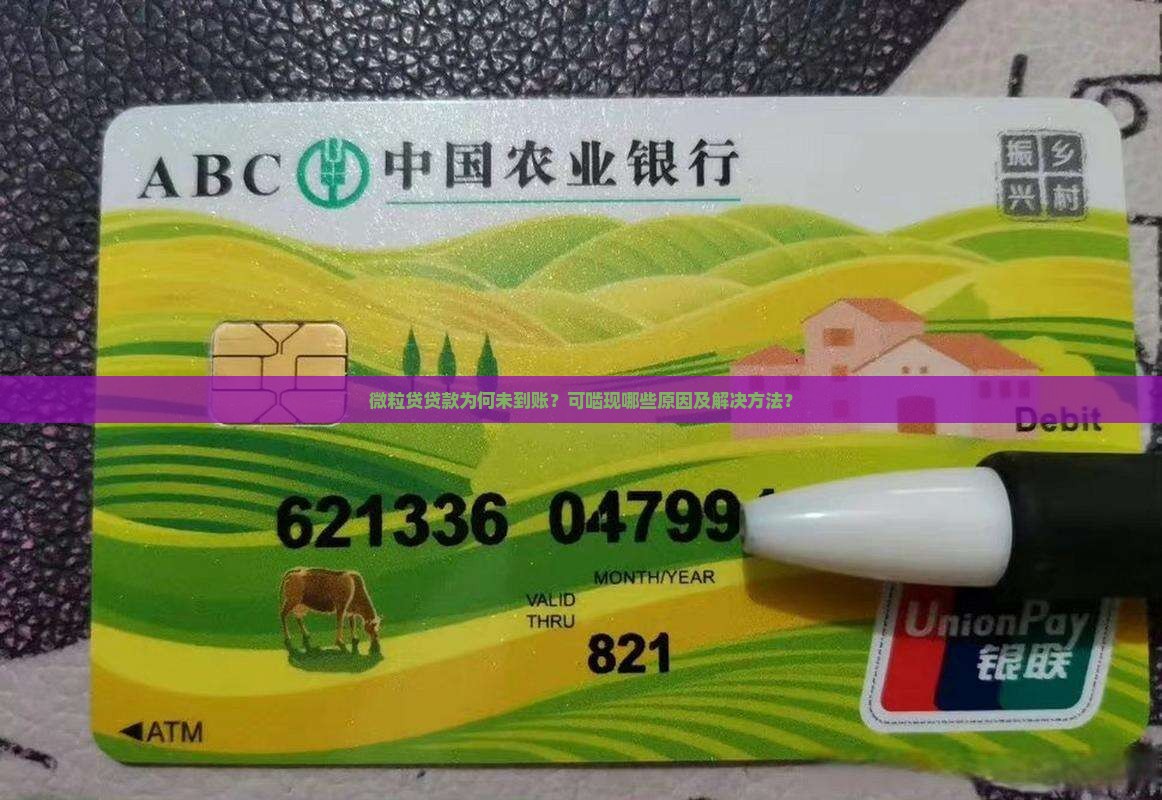 ABC 中国农业银行
振乡
兴村
微粒贷贷款为何未到账？可啮现哪些原因及解决方法？
Debit
621336 04799
MONTH/YEAR
VALID
THRU
821
UnionPay
银联
ATM